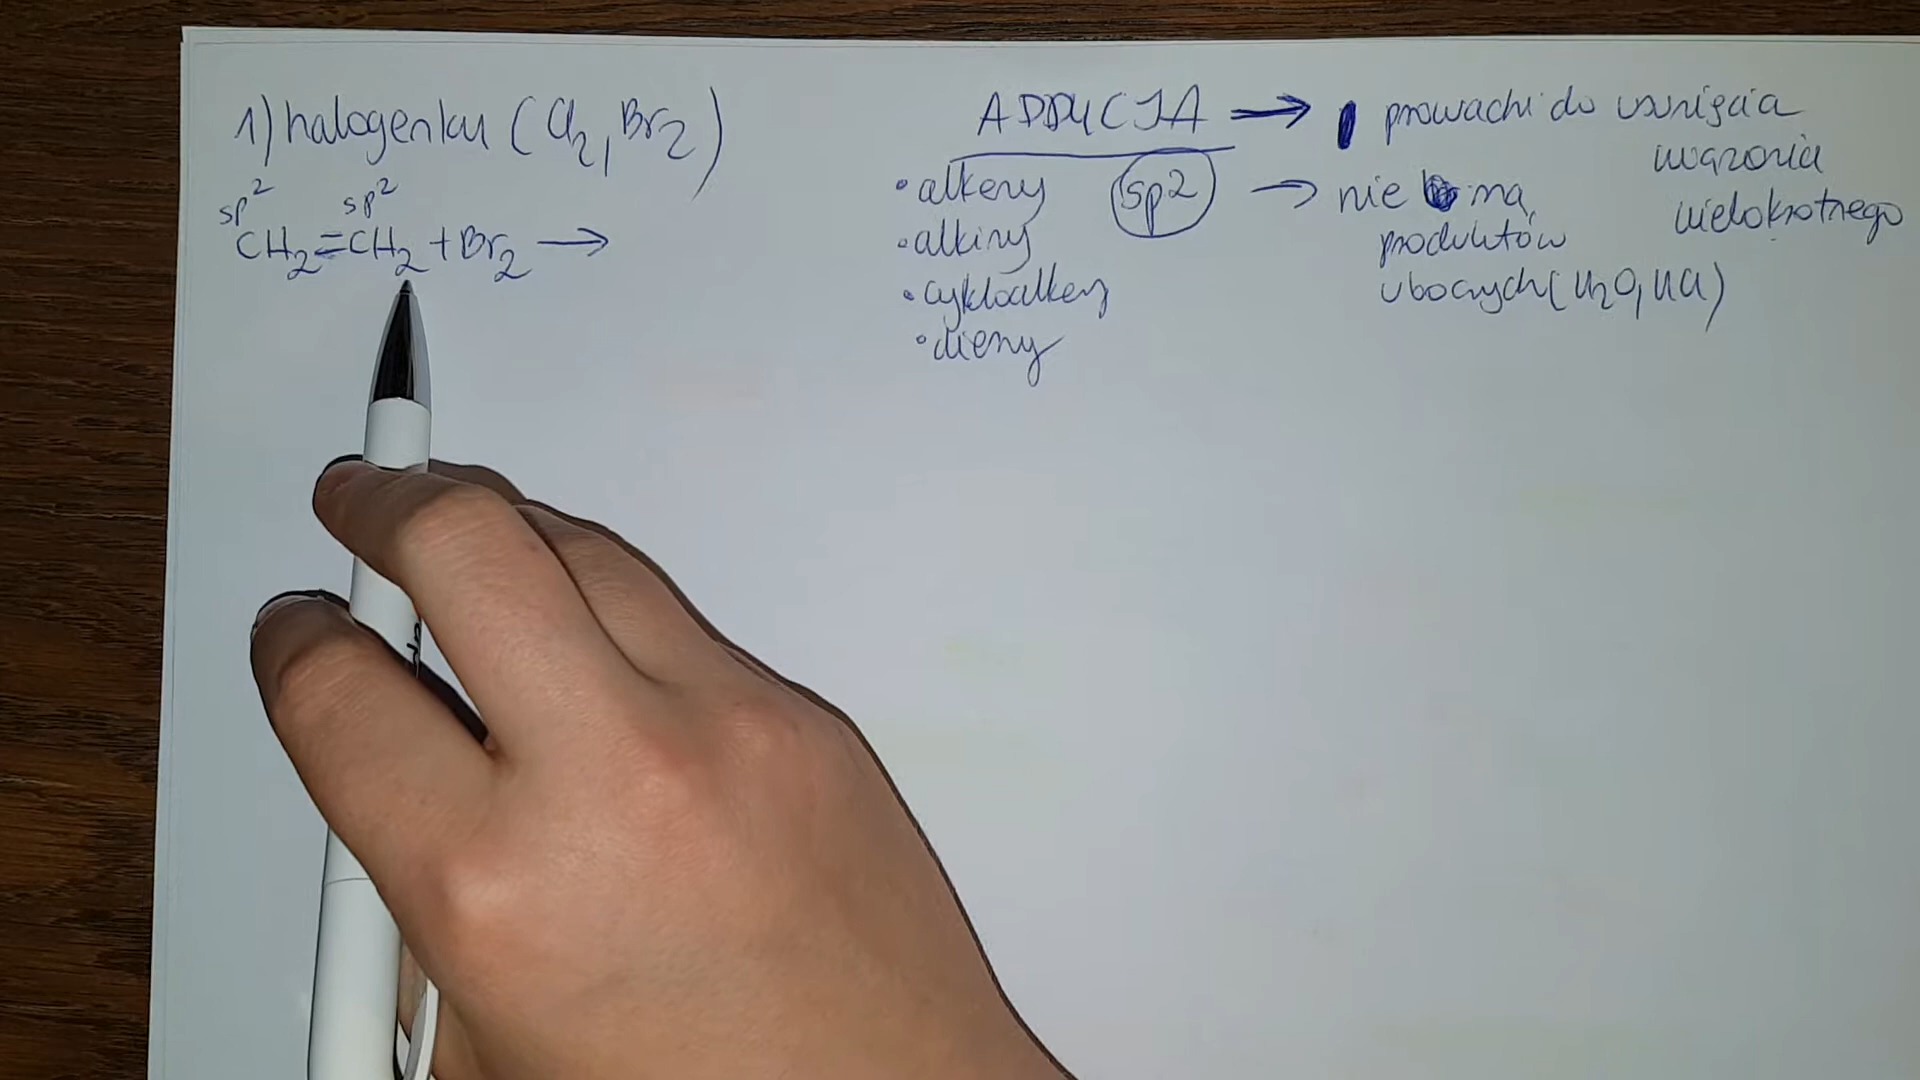 1) halogenku (Cl2, Br2)
sp2 sp2
CH2=CH2 + Br2 →
ADDYCJA → prowadzi do usunięcia
wiązania
wielokrotnego
• alkeny sp2 → nie ma
• alkiny produktów
• cykloalkeny ubocznych (H2O, HCl)
• dieny